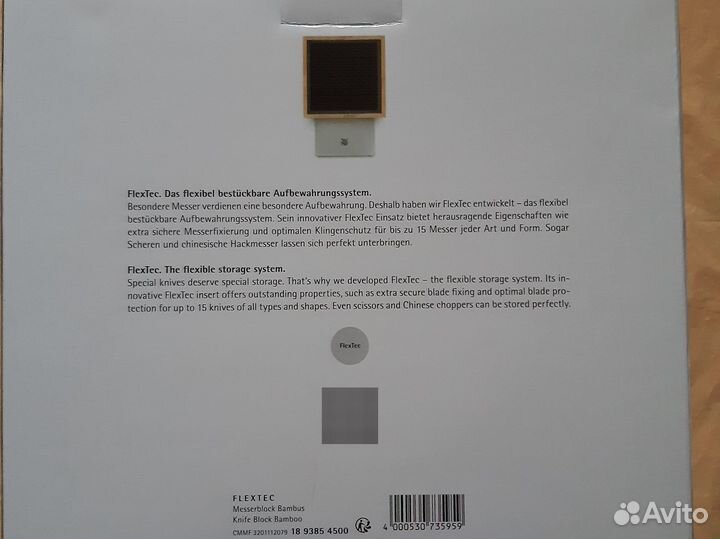 FlexTec. Das flexibel bestückbare Aufbewahrungssystem.
Besondere Messer verdienen eine besondere Aufbewahrung. Deshalb haben wir FlexTec entwickelt – das flexibel
bestückbare Aufbewahrungssystem. Sein innovativer FlexTec Einsatz bietet herausragende Eigenschaften wie
extra sichere Messerfixierung und optimalen Klingenschutz für bis zu 15 Messer jeder Art und Form. Sogar
Scheren und chinesische Hackmesser lassen sich perfekt unterbringen.
FlexTec. The flexible storage system.
Special knives deserve special storage. That's why we developed FlexTec – the flexible storage system. Its in-
novative FlexTec insert offers outstanding properties, such as extra secure blade fixing and optimal blade pro-
tection for up to 15 knives of all types and shapes. Even scissors and Chinese choppers can be stored perfectly.
FlexTec
FLEXTEC
Messerblock Bambus
Knife Block Bamboo
CMMF 3201112079 18 9385 4500
4 000530 735959
Avito